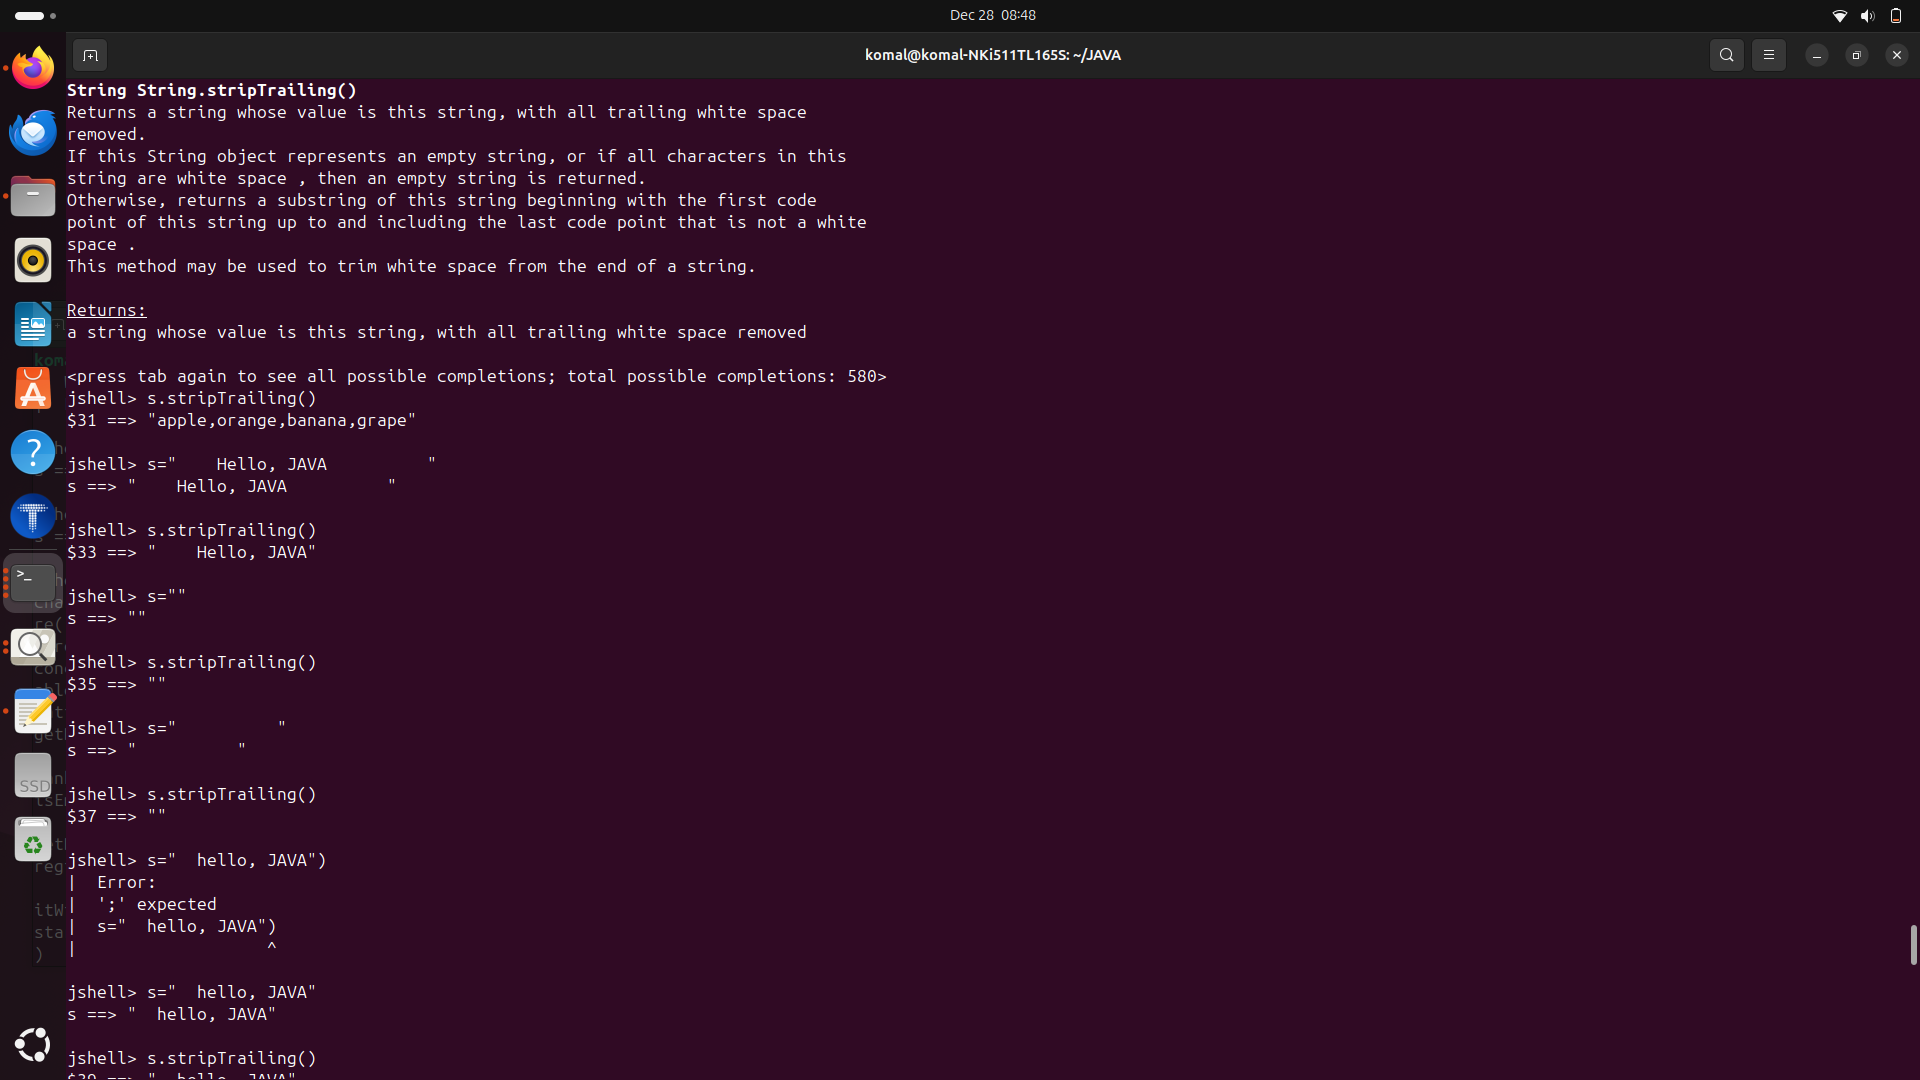 Dec 28  08:48
komal@komal-NKi511TL165S: ~/JAVA
String String.stripTrailing()
Returns a string whose value is this string, with all trailing white space
removed.
If this String object represents an empty string, or if all characters in this
string are white space , then an empty string is returned.
Otherwise, returns a substring of this string beginning with the first code
point of this string up to and including the last code point that is not a white
space .
This method may be used to trim white space from the end of a string.
Returns:
a string whose value is this string, with all trailing white space removed
<press tab again to see all possible completions; total possible completions: 580>
jshell> s.stripTrailing()
$31 ==> "apple,orange,banana,grape"
jshell> s="    Hello, JAVA          "
s ==> "    Hello, JAVA          "
jshell> s.stripTrailing()
$33 ==> "    Hello, JAVA"
jshell> s=""
s ==> ""
jshell> s.stripTrailing()
$35 ==> ""
jshell> s="          "
s ==> "          "
jshell> s.stripTrailing()
$37 ==> ""
jshell> s="  hello, JAVA")
|  Error:
|  ';' expected
|  s="  hello, JAVA")
|                   ^
jshell> s="  hello, JAVA"
s ==> "  hello, JAVA"
jshell> s.stripTrailing()
$39 ==> "  hello, JAVA"
SSD